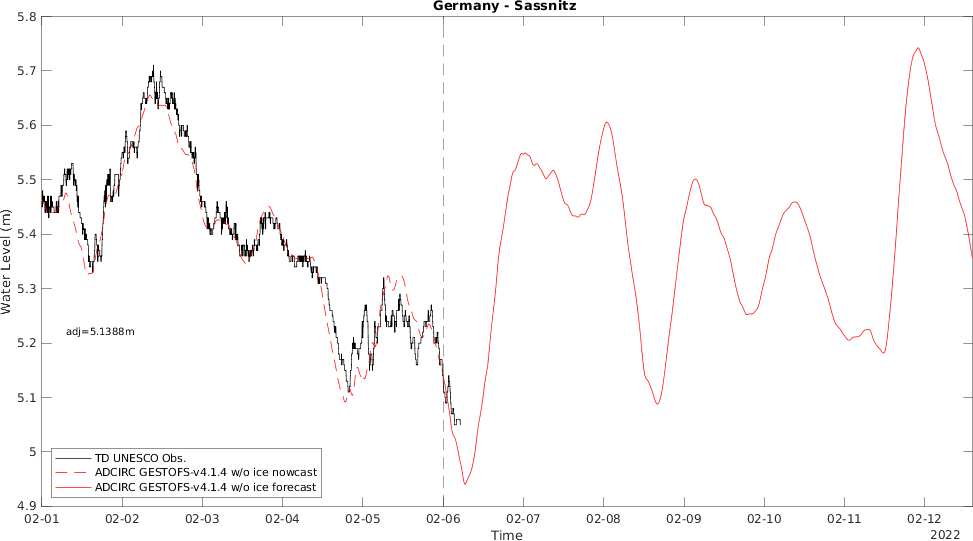 Germany - Sassnitz
5.8
5.7
5.6
5.5
5.4
5.3
5.2
5.1
5
4.9
Water Level (m)
adj=5.1388m
TD UNESCO Obs.
ADCIRC GESTOFS-v4.1.4 w/o ice nowcast
ADCIRC GESTOFS-v4.1.4 w/o ice forecast
02-01 02-02 02-03 02-04 02-05 02-06 02-07 02-08 02-09 02-10 02-11 02-12
Time
2022